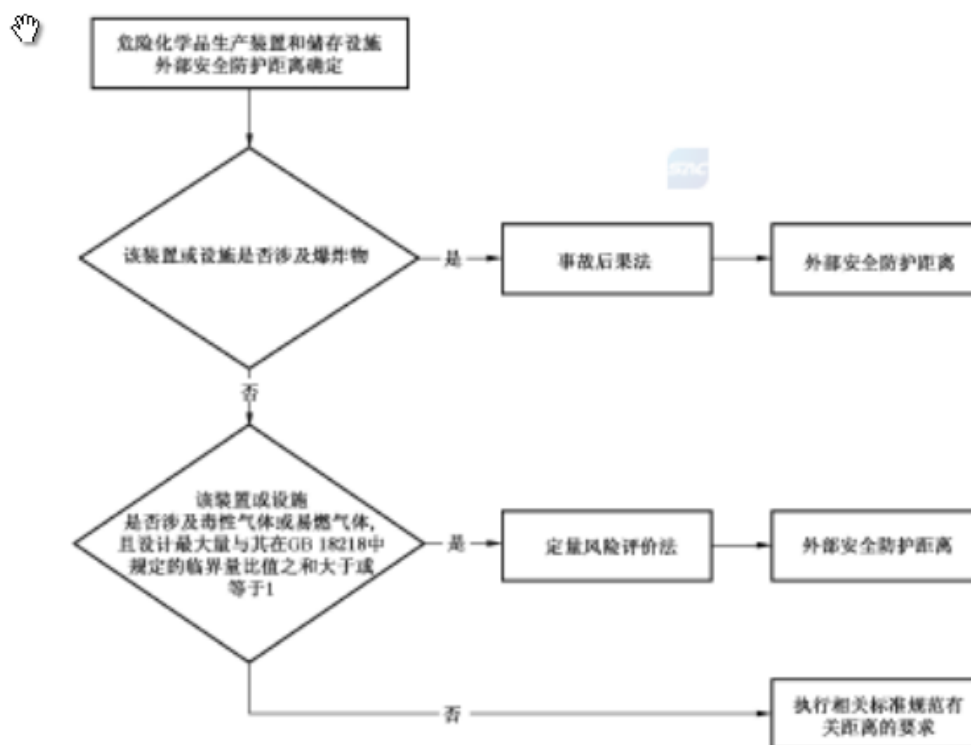 危险化学品生产装置和储存设施
外部安全防护距离确定
该装置或设施是否涉及爆炸物
是
事故后果法
外部安全防护距离
否
该装置或设施
是否涉及毒性气体或易燃气体,
且设计最大量与其在GB 18218中
规定的临界量比值之和大于或
等于1
是
定量风险评价法
外部安全防护距离
否
执行相关标准规范有
关距离的要求